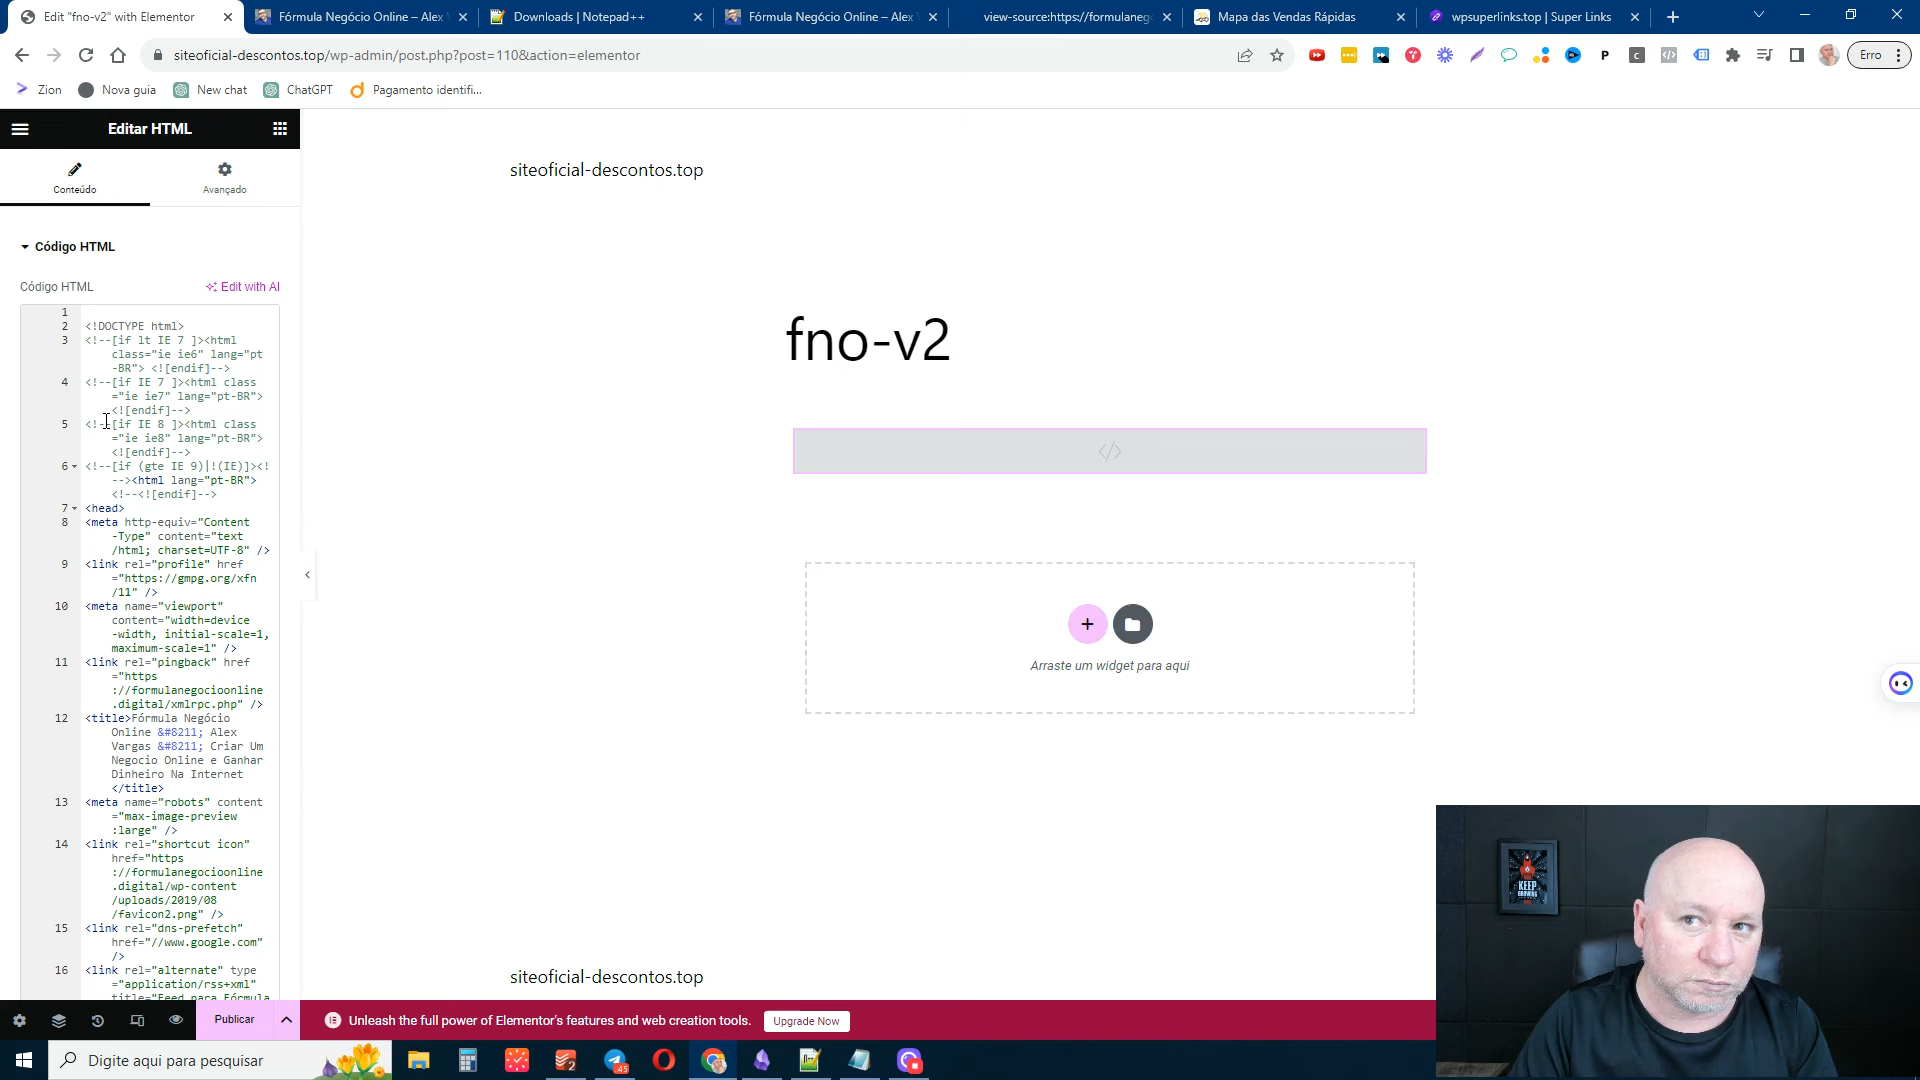 Edit "fno-v2" with Elementor
Fórmula Negócio Online – Alex
Downloads | Notepad++
Fórmula Negócio Online – Alex
view-source:https://formulaneg
Mapa das Vendas Rápidas
wpsuperlinks.top | Super Links
siteoficial-descontos.top/wp-admin/post.php?post=110&action=elementor
Erro
Zion
Nova guia
New chat
ChatGPT
Pagamento identifi...
Editar HTML
Conteúdo
Avançado
Código HTML
Código HTML
Edit with AI
1
2 <!DOCTYPE html>
3 <!--[if lt IE 7 ]><html
class="ie ie6" lang="pt
-BR"> <![endif]-->
4 <!--[if IE 7 ]><html class
="ie ie7" lang="pt-BR">
<![endif]-->
5 <!--[if IE 8 ]><html class
="ie ie8" lang="pt-BR">
<![endif]-->
6 <!--[if (gte IE 9)|!(IE)]><!
--><html lang="pt-BR">
<!--<![endif]-->
7 <head>
8 <meta http-equiv="Content
-Type" content="text
/html; charset=UTF-8" />
9 <link rel="profile" href
="https://gmpg.org/xfn
/11" />
10 <meta name="viewport"
content="width=device
-width, initial-scale=1,
maximum-scale=1" />
11 <link rel="pingback" href
="https
://formulanegocioonline
.digital/xmlrpc.php" />
12 <title>Fórmula Negócio
Online &#8211; Alex
Vargas &#8211; Criar Um
Negocio Online e Ganhar
Dinheiro Na Internet
</title>
13 <meta name="robots" content
="max-image-preview
:large" />
14 <link rel="shortcut icon"
href="https
://formulanegocioonline
.digital/wp-content
/uploads/2019/08
/favicon2.png" />
15 <link rel="dns-prefetch"
href="//www.google.com"
/>
16 <link rel="alternate" type
="application/rss+xml"
title="Feed para Fórmula
siteoficial-descontos.top
fno-v2
</>
Arraste um widget para aqui
siteoficial-descontos.top
KEEP
GROWING
Publicar
Unleash the full power of Elementor's features and web creation tools.
Upgrade Now
Digite aqui para pesquisar
2
45